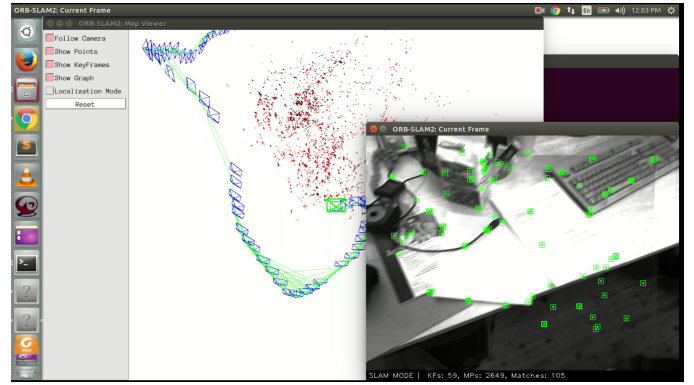 ORB-SLAM2: Current Frame
En
12:03 PM
ORB-SLAM2: Map Viewer
Follow Camera
Show Points
Show KeyFrames
Show Graph
Localization Mode
Reset
ORB-SLAM2: Current Frame
SLAM MODE | KFs: 59, MPs: 2649, Matches: 105